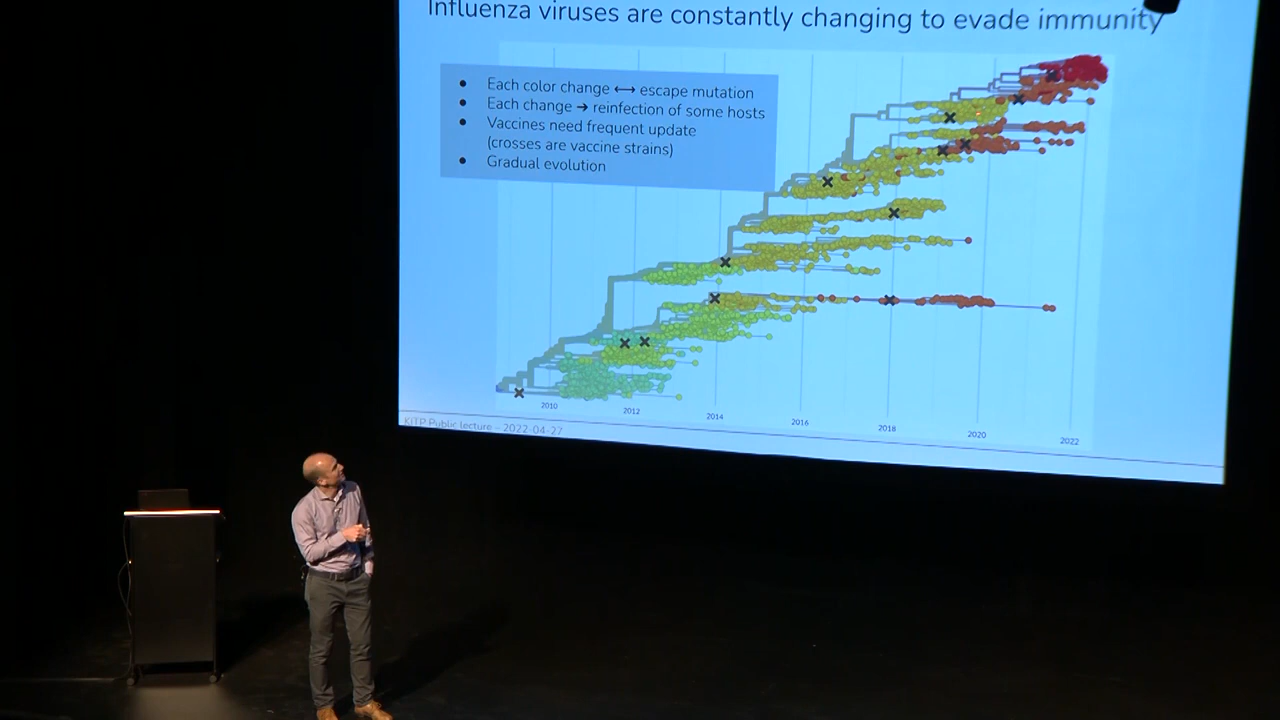 Influenza viruses are constantly changing to evade immunity
● Each color change ⟷ escape mutation
● Each change ➔ reinfection of some hosts
● Vaccines need frequent update
(crosses are vaccine strains)
● Gradual evolution
2010 2012 2014 2016 2018 2020 2022
KITP Public lecture – 2022-04-27